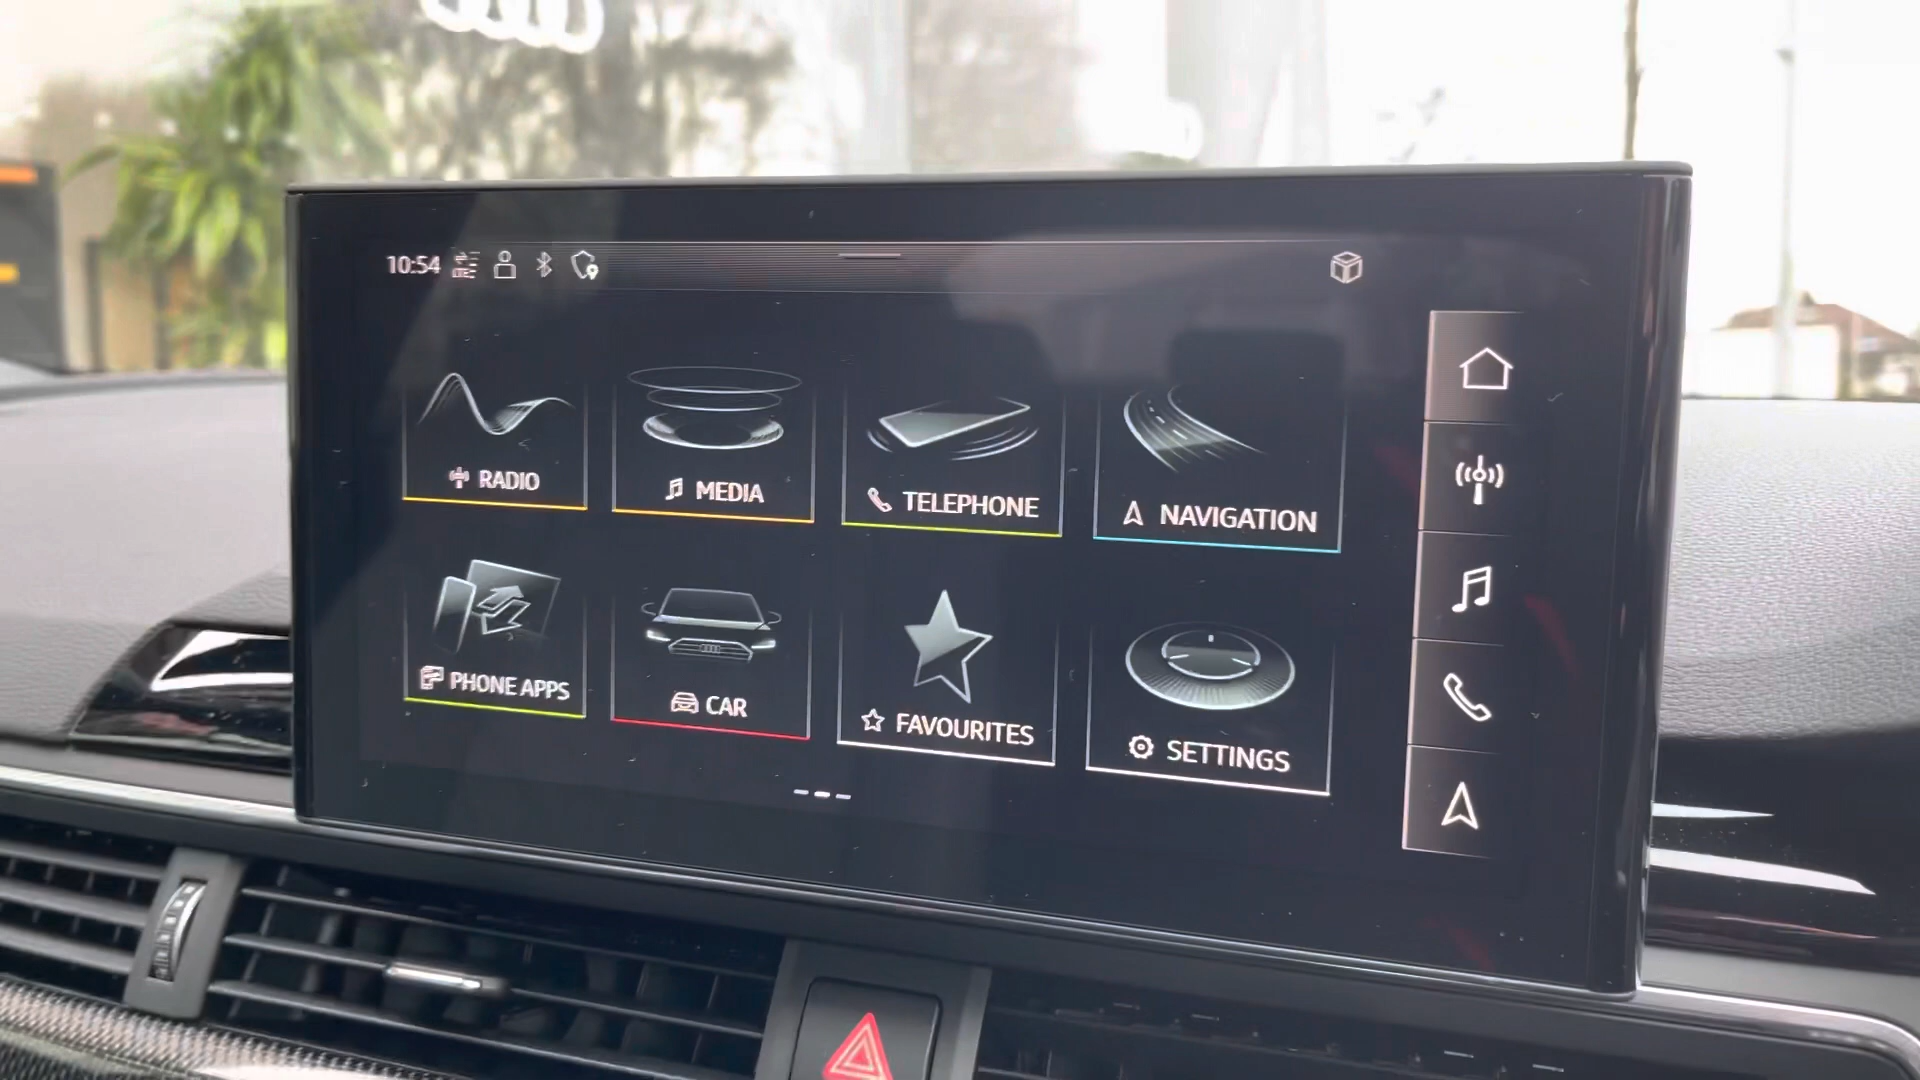 10:54
RADIO
MEDIA
TELEPHONE
NAVIGATION
PHONE APPS
CAR
FAVOURITES
SETTINGS